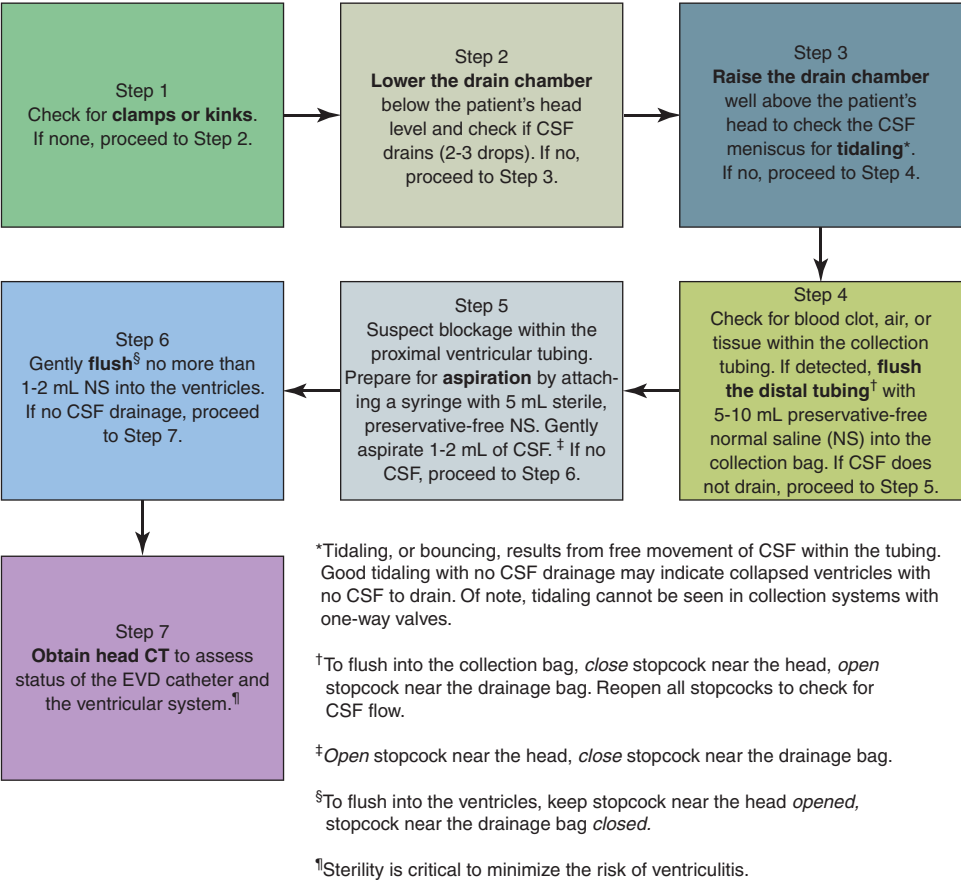 Step 1
Check for clamps or kinks.
If none, proceed to Step 2.
Step 2
Lower the drain chamber
below the patient's head
level and check if CSF
drains (2-3 drops). If no,
proceed to Step 3.
Step 3
Raise the drain chamber
well above the patient's
head to check the CSF
meniscus for tidaling*.
If no, proceed to Step 4.
Step 4
Check for blood clot, air, or
tissue within the collection
tubing. If detected, flush
the distal tubing† with
5-10 mL preservative-free
normal saline (NS) into the
collection bag. If CSF does
not drain, proceed to Step 5.
Step 5
Suspect blockage within the
proximal ventricular tubing.
Prepare for aspiration by attach-
ing a syringe with 5 mL sterile,
preservative-free NS. Gently
aspirate 1-2 mL of CSF. ‡ If no
CSF, proceed to Step 6.
Step 6
Gently flush§ no more than
1-2 mL NS into the ventricles.
If no CSF drainage, proceed
to Step 7.
Step 7
Obtain head CT to assess
status of the EVD catheter and
the ventricular system.¶
*Tidaling, or bouncing, results from free movement of CSF within the tubing.
Good tidaling with no CSF drainage may indicate collapsed ventricles with
no CSF to drain. Of note, tidaling cannot be seen in collection systems with
one-way valves.
†To flush into the collection bag, close stopcock near the head, open
stopcock near the drainage bag. Reopen all stopcocks to check for
CSF flow.
‡Open stopcock near the head, close stopcock near the drainage bag.
§To flush into the ventricles, keep stopcock near the head opened,
stopcock near the drainage bag closed.
¶Sterility is critical to minimize the risk of ventriculitis.